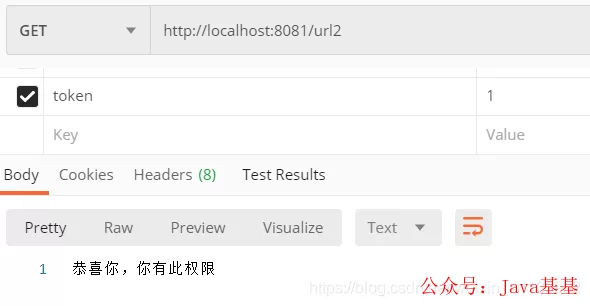 GET http://localhost:8081/url2
token 1
Key Value
Body Cookies Headers (8) Test Results
Pretty Raw Preview Visualize Text
1 恭喜你，你有此权限
https://blog.csdn
公众号：Java基基